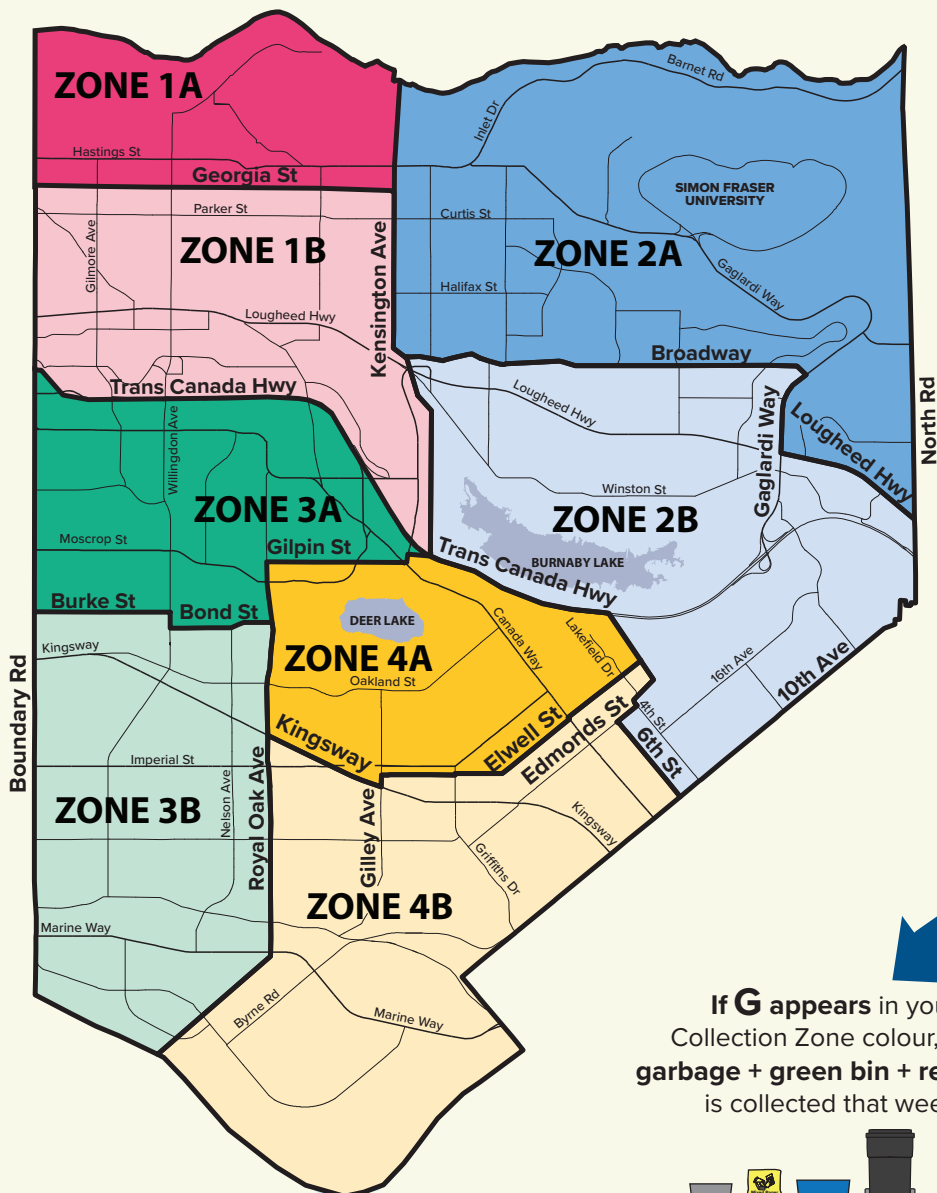 ZONE 1A
Hastings St
Georgia St
Barnet Rd
Inlet Dr
SIMON FRASER
UNIVERSITY
Parker St
Gilmore Ave
ZONE 1B
Kensington Ave
Curtis St
ZONE 2A
Gaglardi Way
Halifax St
Lougheed Hwy
Broadway
North Rd
Trans Canada Hwy
Lougheed Hwy
Gaglardi Way
Lougheed Hwy
Willingdon Ave
ZONE 3A
Winston St
ZONE 2B
Moscrop St
Gilpin St
Trans Canada Hwy
BURNABY LAKE
Burke St
Bond St
DEER LAKE
Canada Way
Lakefield Dr
Kingsway
ZONE 4A
Oakland St
16th Ave
10th Ave
Boundary Rd
Kingsway
Elwell St
Edmonds St
4th St
6th St
Imperial St
Nelson Ave
Royal Oak Ave
ZONE 3B
Gilley Ave
Kingsway
Griffiths Dr
ZONE 4B
Marine Way
Byrne Rd
Marine Way
If G appears in you
Collection Zone colour,
garbage + green bin + re
is collected that wee